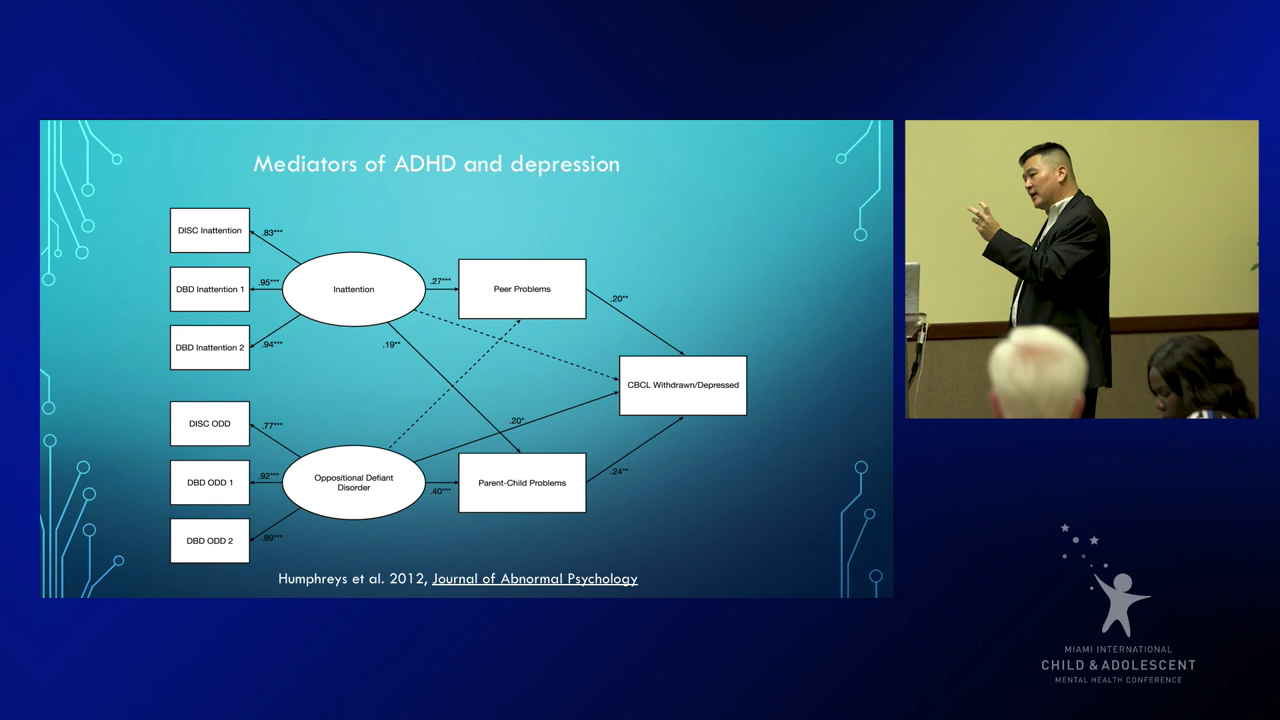 Mediators of ADHD and depression
DISC Inattention
.83***
DBD Inattention 1
.95***
DBD Inattention 2
.94***
Inattention
.27***
Peer Problems
.20**
.19**
CBCL Withdrawn/Depressed
DISC ODD
.77***
DBD ODD 1
.92***
DBD ODD 2
.89***
Oppositional Defiant
Disorder
.20*
.40***
Parent-Child Problems
.24**
Humphreys et al. 2012, Journal of Abnormal Psychology
MIAMI INTERNATIONAL
CHILD & ADOLESCENT
MENTAL HEALTH CONFERENCE